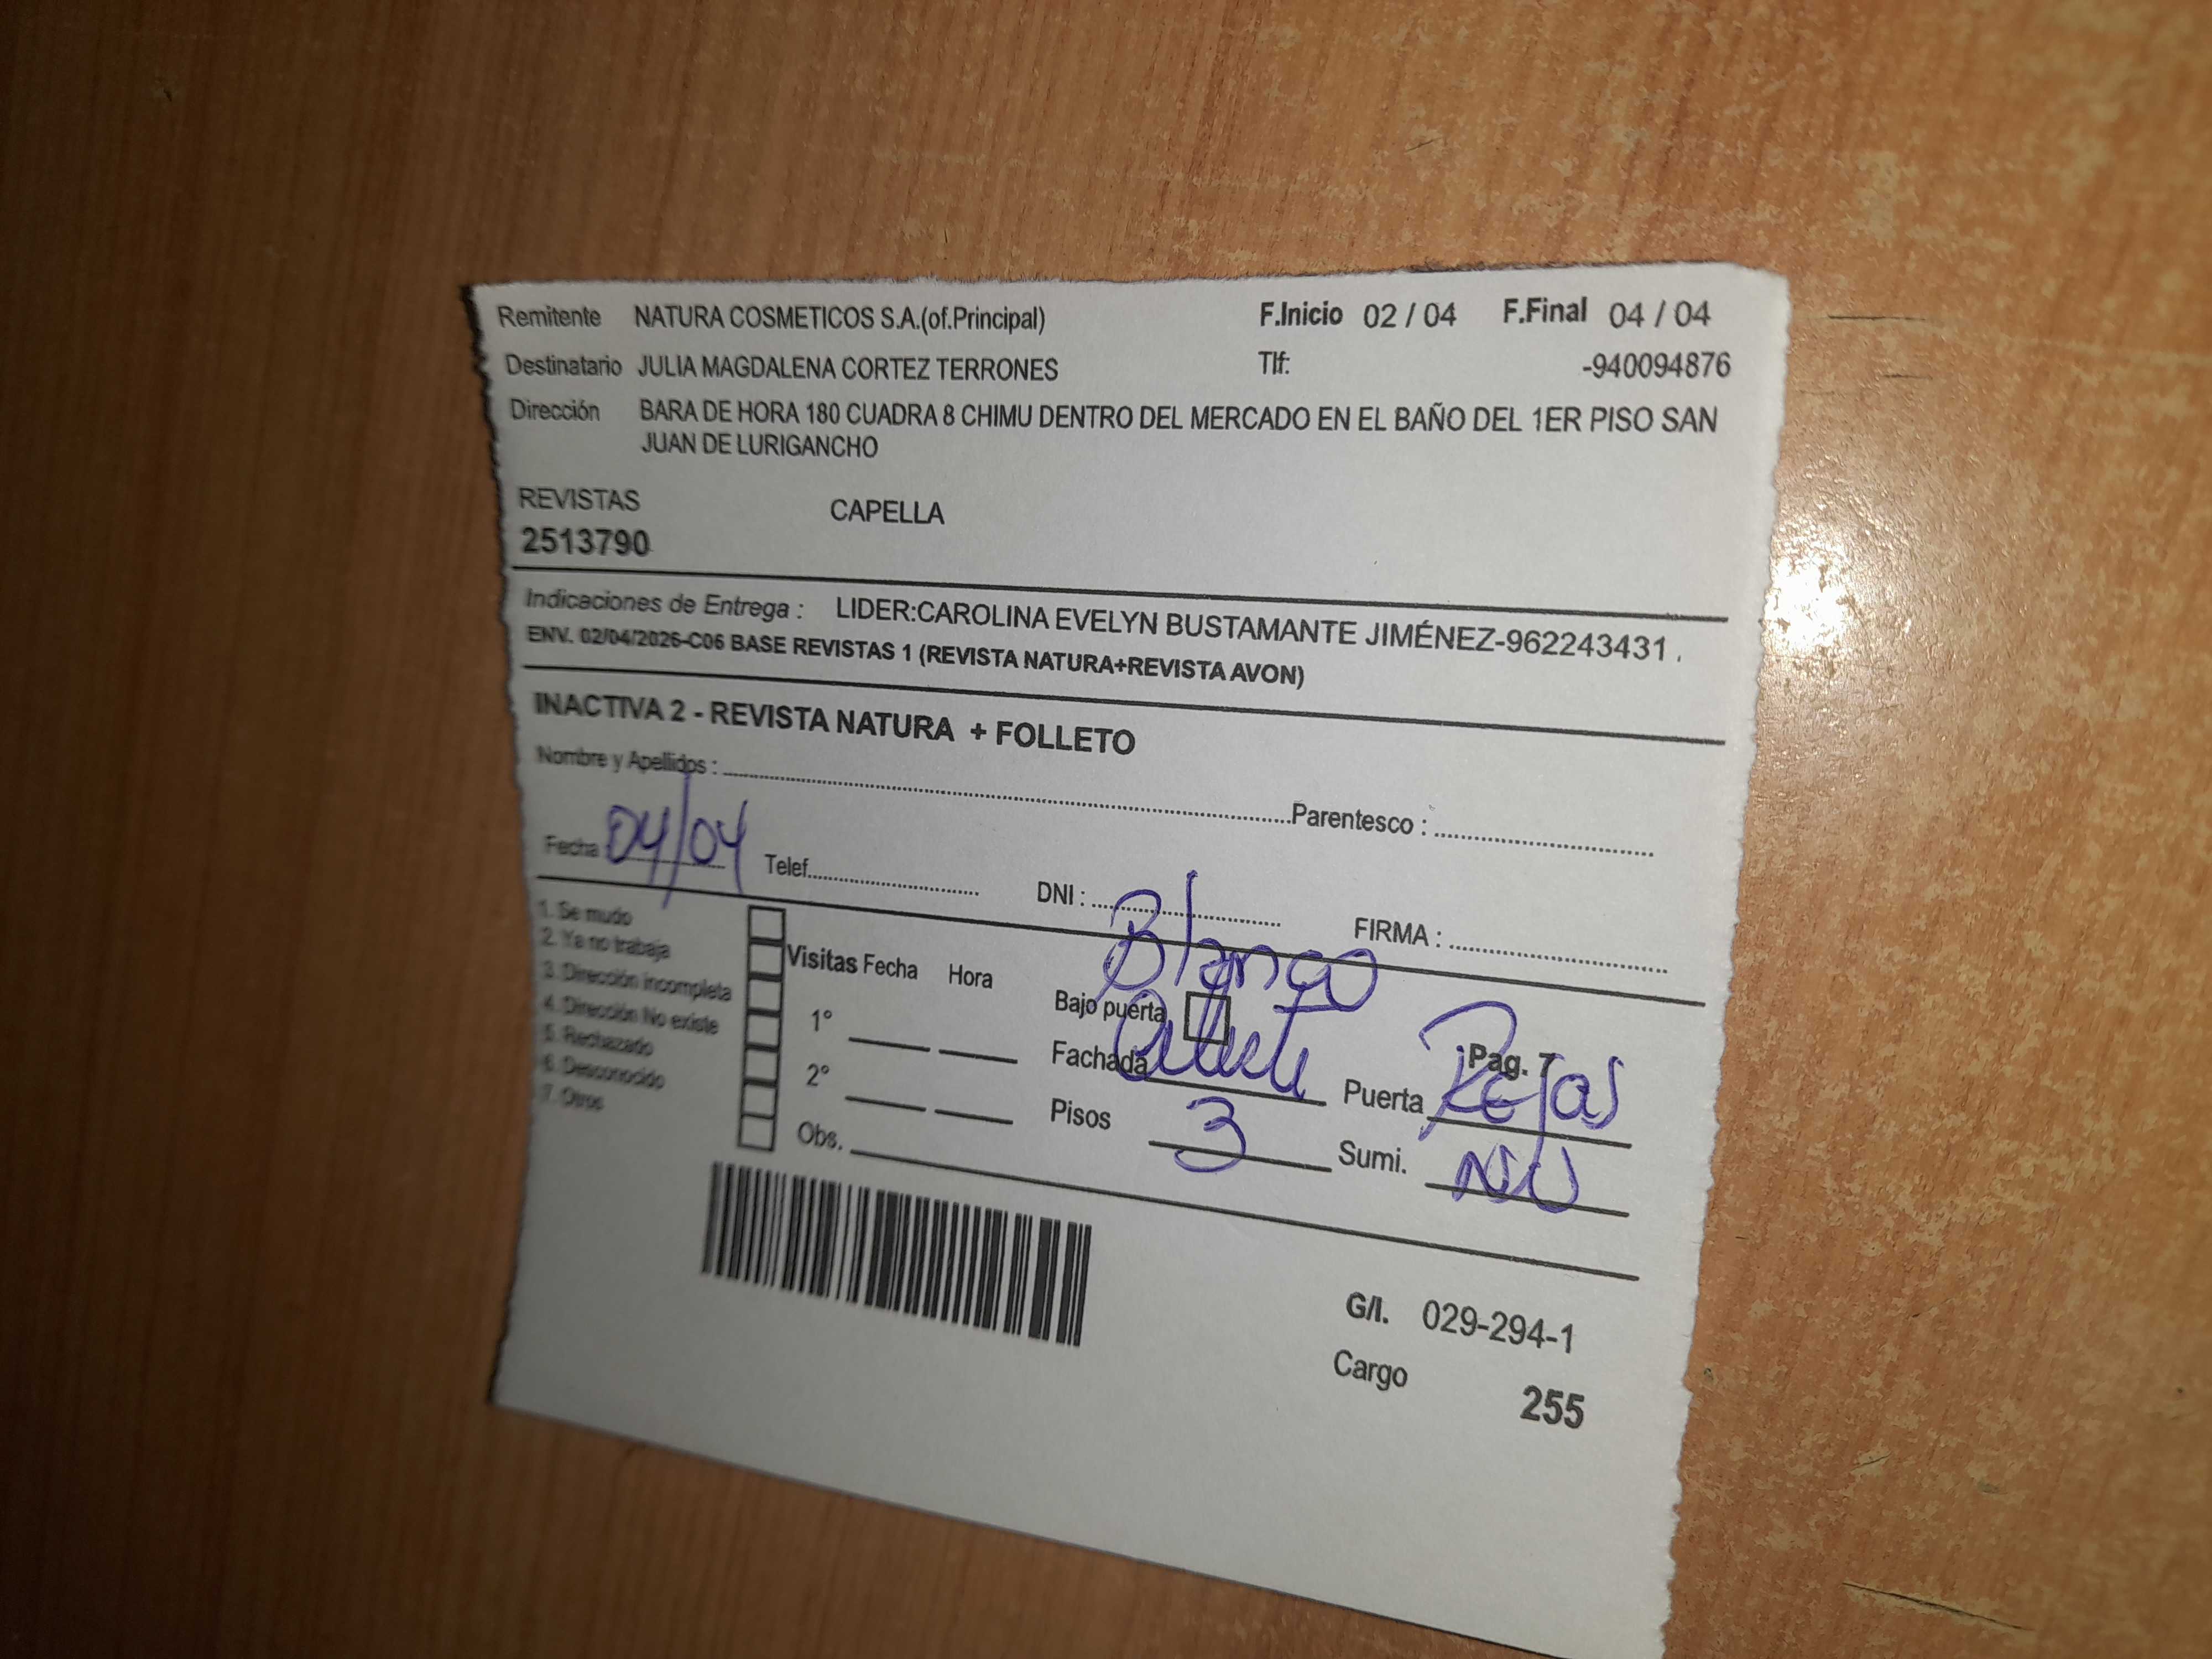 Remitente NATURA COSMETICOS S.A.(of.Principal) F.Inicio 02 / 04 F.Final 04 / 04
Destinatario JULIA MAGDALENA CORTEZ TERRONES Tlf: -940094876
Dirección BARA DE HORA 180 CUADRA 8 CHIMU DENTRO DEL MERCADO EN EL BAÑO DEL 1ER PISO SAN
JUAN DE LURIGANCHO
REVISTAS CAPELLA
2513790
Indicaciones de Entrega : LIDER:CAROLINA EVELYN BUSTAMANTE JIMÉNEZ-962243431 .
ENV. 02/04/2026-C06 BASE REVISTAS 1 (REVISTA NATURA+REVISTA AVON)
INACTIVA 2 - REVISTA NATURA + FOLLETO
Nombre y Apellidos : Parentesco :
Fecha 04/04 Telef. DNI : FIRMA :
1. Se mudo
2. Ya no trabaja
3. Dirección incompleta
4. Dirección No existe
5. Rechazado
6. Desconocido
7. Otros
Visitas Fecha Hora
1°
2°
Obs.
Blanco
Bajo puerta Pag. 7
Fachada Celeste Puerta Rejas
Pisos 3 Sumi. NU
G/I. 029-294-1
Cargo 255